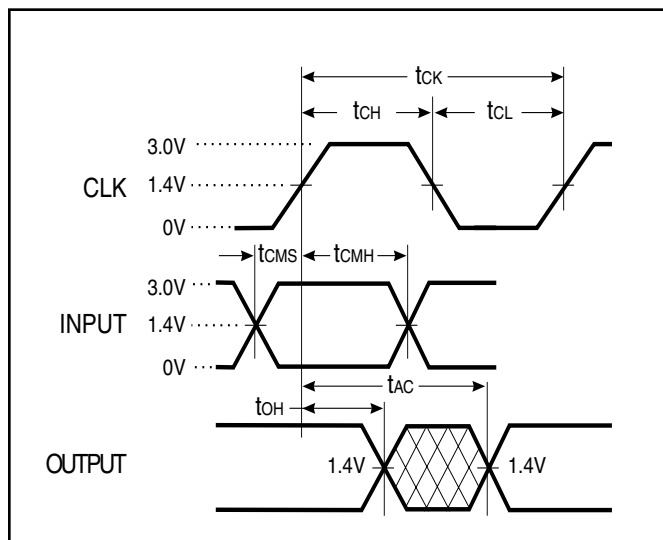 tCK
tCH tCL
3.0V
CLK 1.4V
0V
tCMS tCMH
3.0V
INPUT 1.4V
0V
tAC
tOH
OUTPUT 1.4V 1.4V